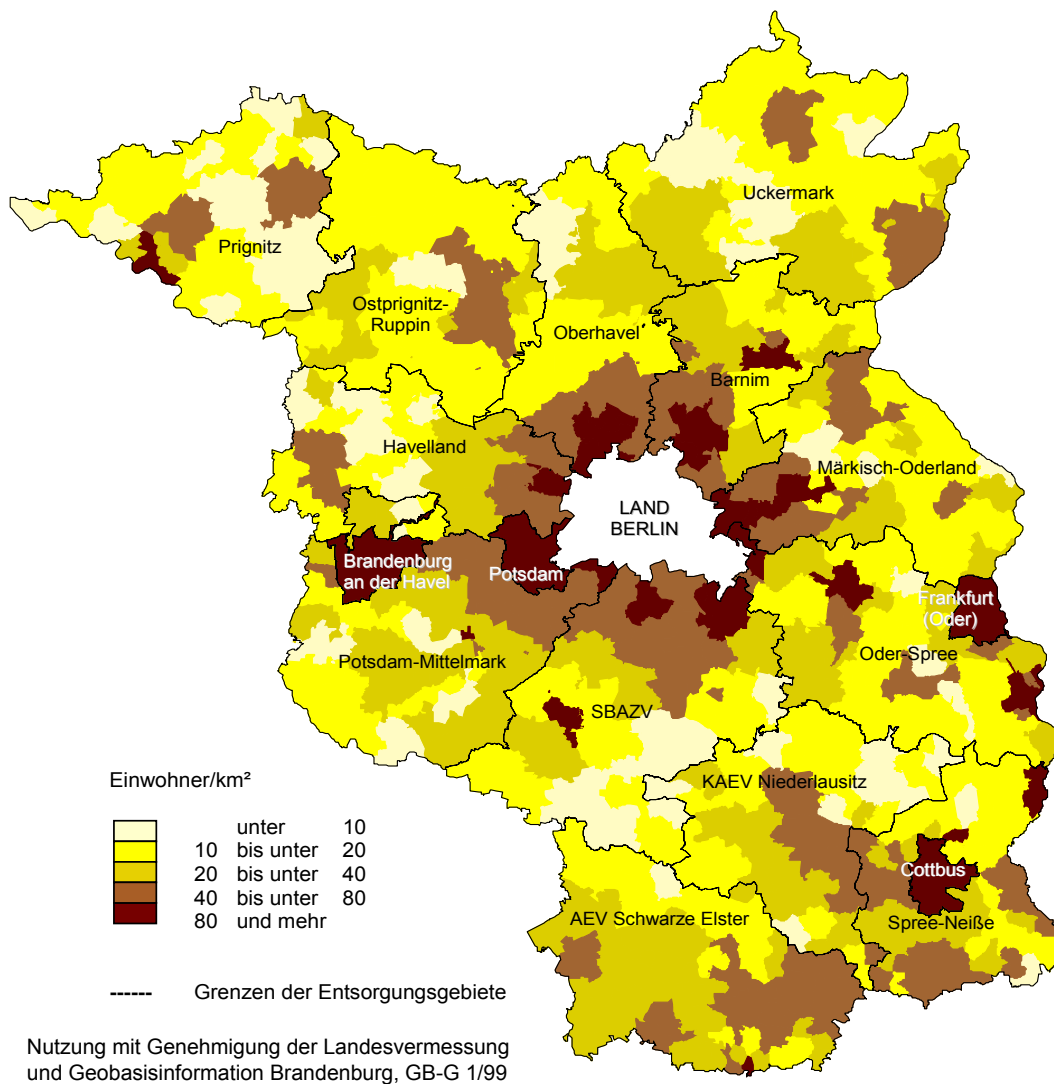 Uckermark
Prignitz
Ostprignitz-
Ruppin
Oberhavel
Barnim
Havelland
Märkisch-Oderland
LAND
BERLIN
Brandenburg
an der Havel
Potsdam
Frankfurt
(Oder)
Oder-Spree
Potsdam-Mittelmark
SBAZV
KAEV Niederlausitz
Cottbus
AEV Schwarze Elster
Spree-Neiße
Einwohner/km²
unter 10
10 bis unter 20
20 bis unter 40
40 bis unter 80
80 und mehr
------ Grenzen der Entsorgungsgebiete
Nutzung mit Genehmigung der Landesvermessung
und Geobasisinformation Brandenburg, GB-G 1/99